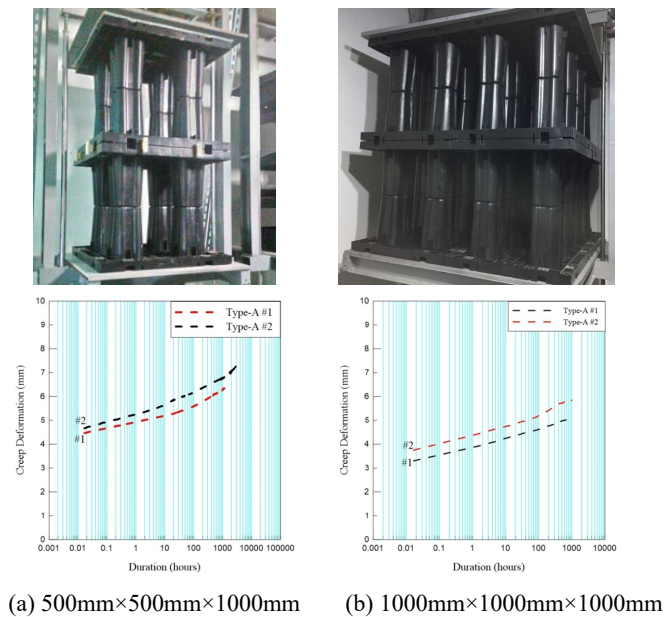 10
9
8
7
6
5
4
3
2
1
0
Creep Deformation (mm)
Type-A #1
Type-A #2
#2
#1
0.001 0.01 0.1 1 10 100 1000 10000 100000
Duration (hours)
10
9
8
7
6
5
4
3
2
1
0
Creep Deformation (mm)
Type-A #1
Type-A #2
#2
#1
0.001 0.01 0.1 1 10 100 1000 10000
Duration (hours)
(a) 500mm×500mm×1000mm
(b) 1000mm×1000mm×1000mm